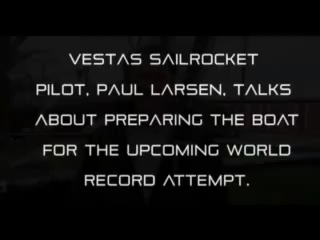 VESTAS SAILROCKET
PILOT, PAUL LARSEN, TALKS
ABOUT PREPARING THE BOAT
FOR THE UPCOMING WORLD
RECORD ATTEMPT.